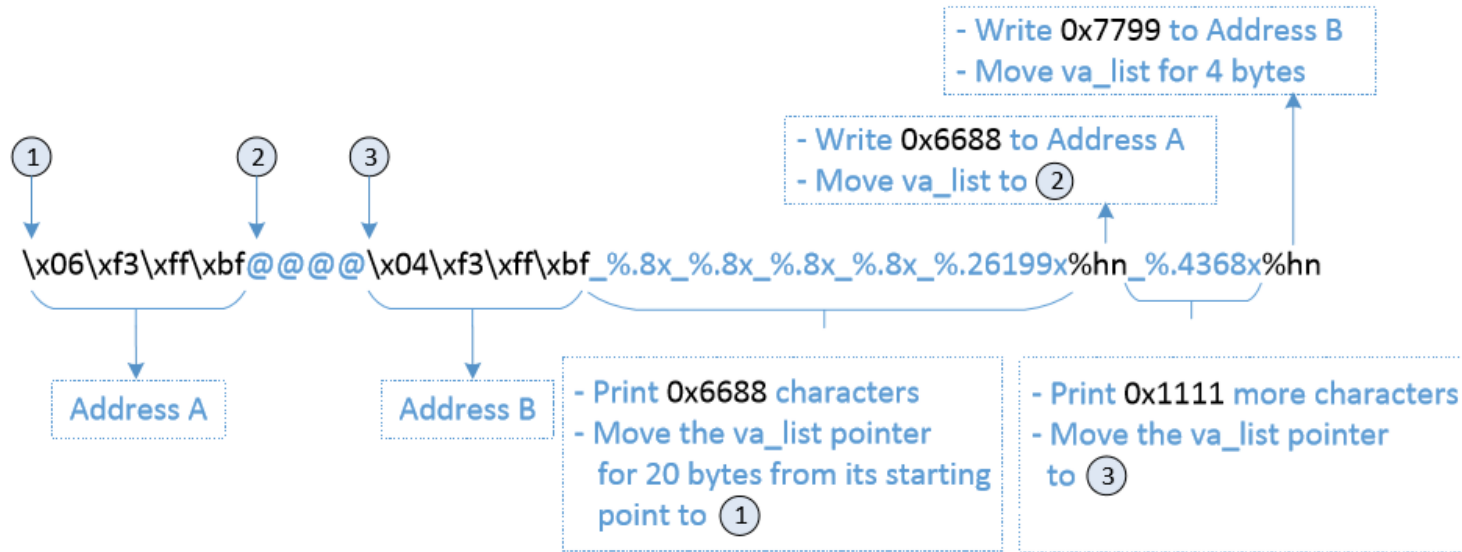 - Write 0x7799 to Address B
- Move va_list for 4 bytes
- Write 0x6688 to Address A
- Move va_list to 2
1
2
3
\x06\xf3\xff\xbf@@@@\x04\xf3\xff\xbf_%.8x_%.8x_%.8x_%.8x_%.26199x%hn_%.4368x%hn
Address A
Address B
- Print 0x6688 characters
- Move the va_list pointer
for 20 bytes from its starting
point to 1
- Print 0x1111 more characters
- Move the va_list pointer
to 3